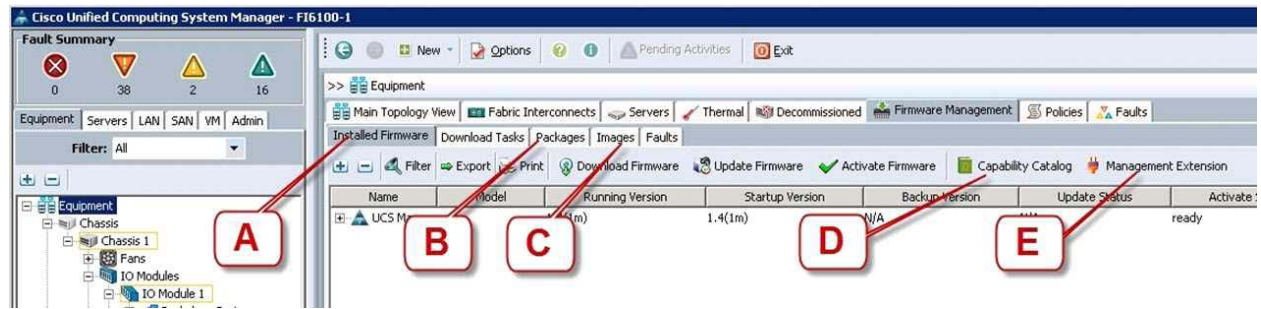 Cisco Unified Computing System Manager - FI6100-1
Fault Summary
0 38 2 16
New Options Pending Activities Exit
>> Equipment
Equipment Servers LAN SAN VM Admin
Main Topology View Fabric Interconnects Servers Thermal Decommissioned Firmware Management Policies Faults
Filter: All
Installed Firmware Download Tasks Packages Images Faults
Filter Export Print Download Firmware Update Firmware Activate Firmware Capability Catalog Management Extension
Name Model Running Version Startup Version Backup Version Update Status Activate
UCS 1.4(1m) N/A ready
Equipment
Chassis
Chassis 1
Fans
IO Modules
IO Module 1
A
B
C
D
E